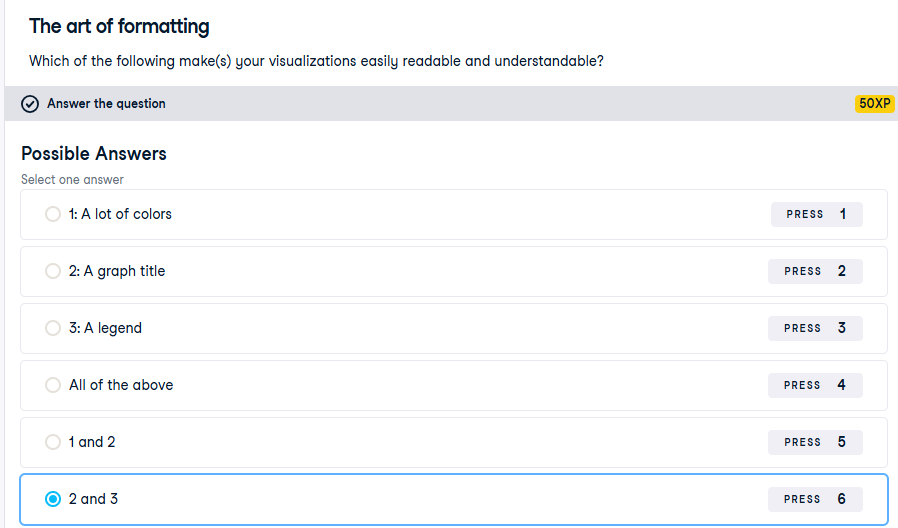 The art of formatting
Which of the following make(s) your visualizations easily readable and understandable?
Answer the question
50XP
Possible Answers
Select one answer
1: A lot of colors
PRESS 1
2: A graph title
PRESS 2
3: A legend
PRESS 3
All of the above
PRESS 4
1 and 2
PRESS 5
2 and 3
PRESS 6